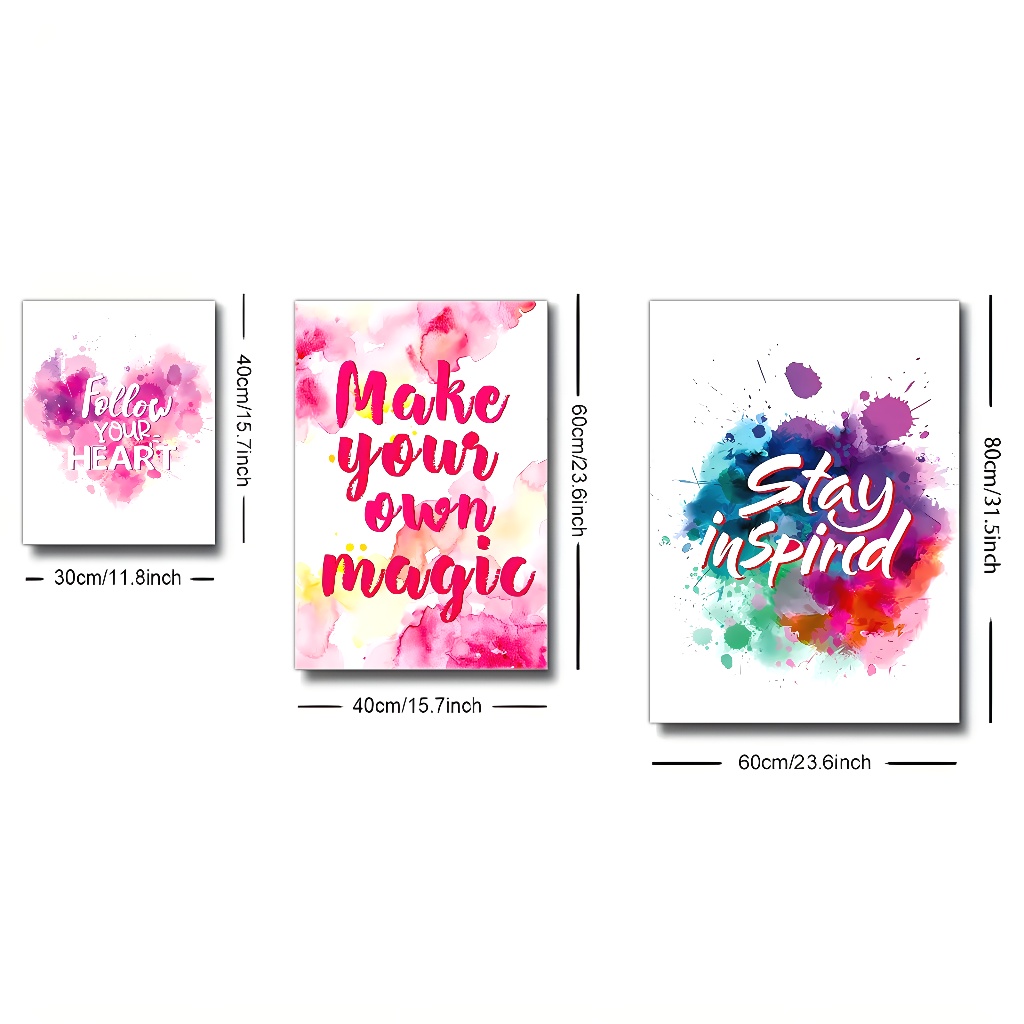 Follow
YOUR
HEART
40cm/15.7inch
30cm/11.8inch
Make
your
own
magic
60cm/23.6inch
40cm/15.7inch
Stay
inspired
80cm/31.5inch
60cm/23.6inch